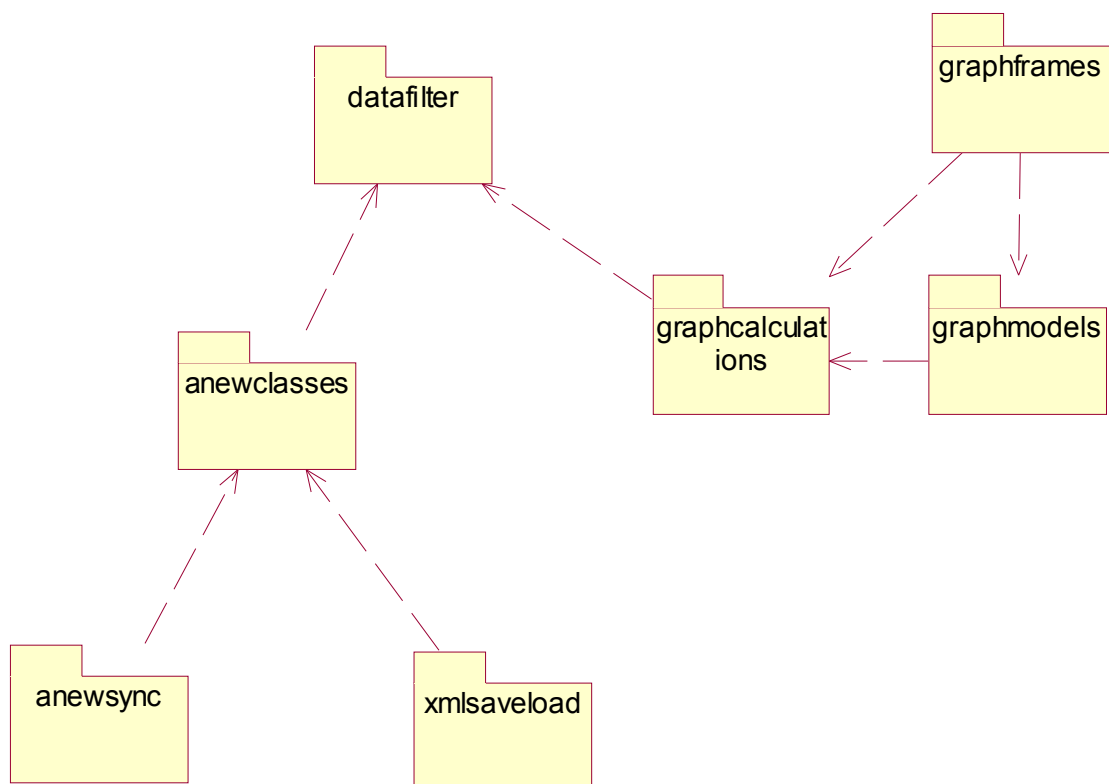 graphframes
datafilter
graphcalculat
ions
graphmodels
anewclasses
anewsync
xmlsaveload